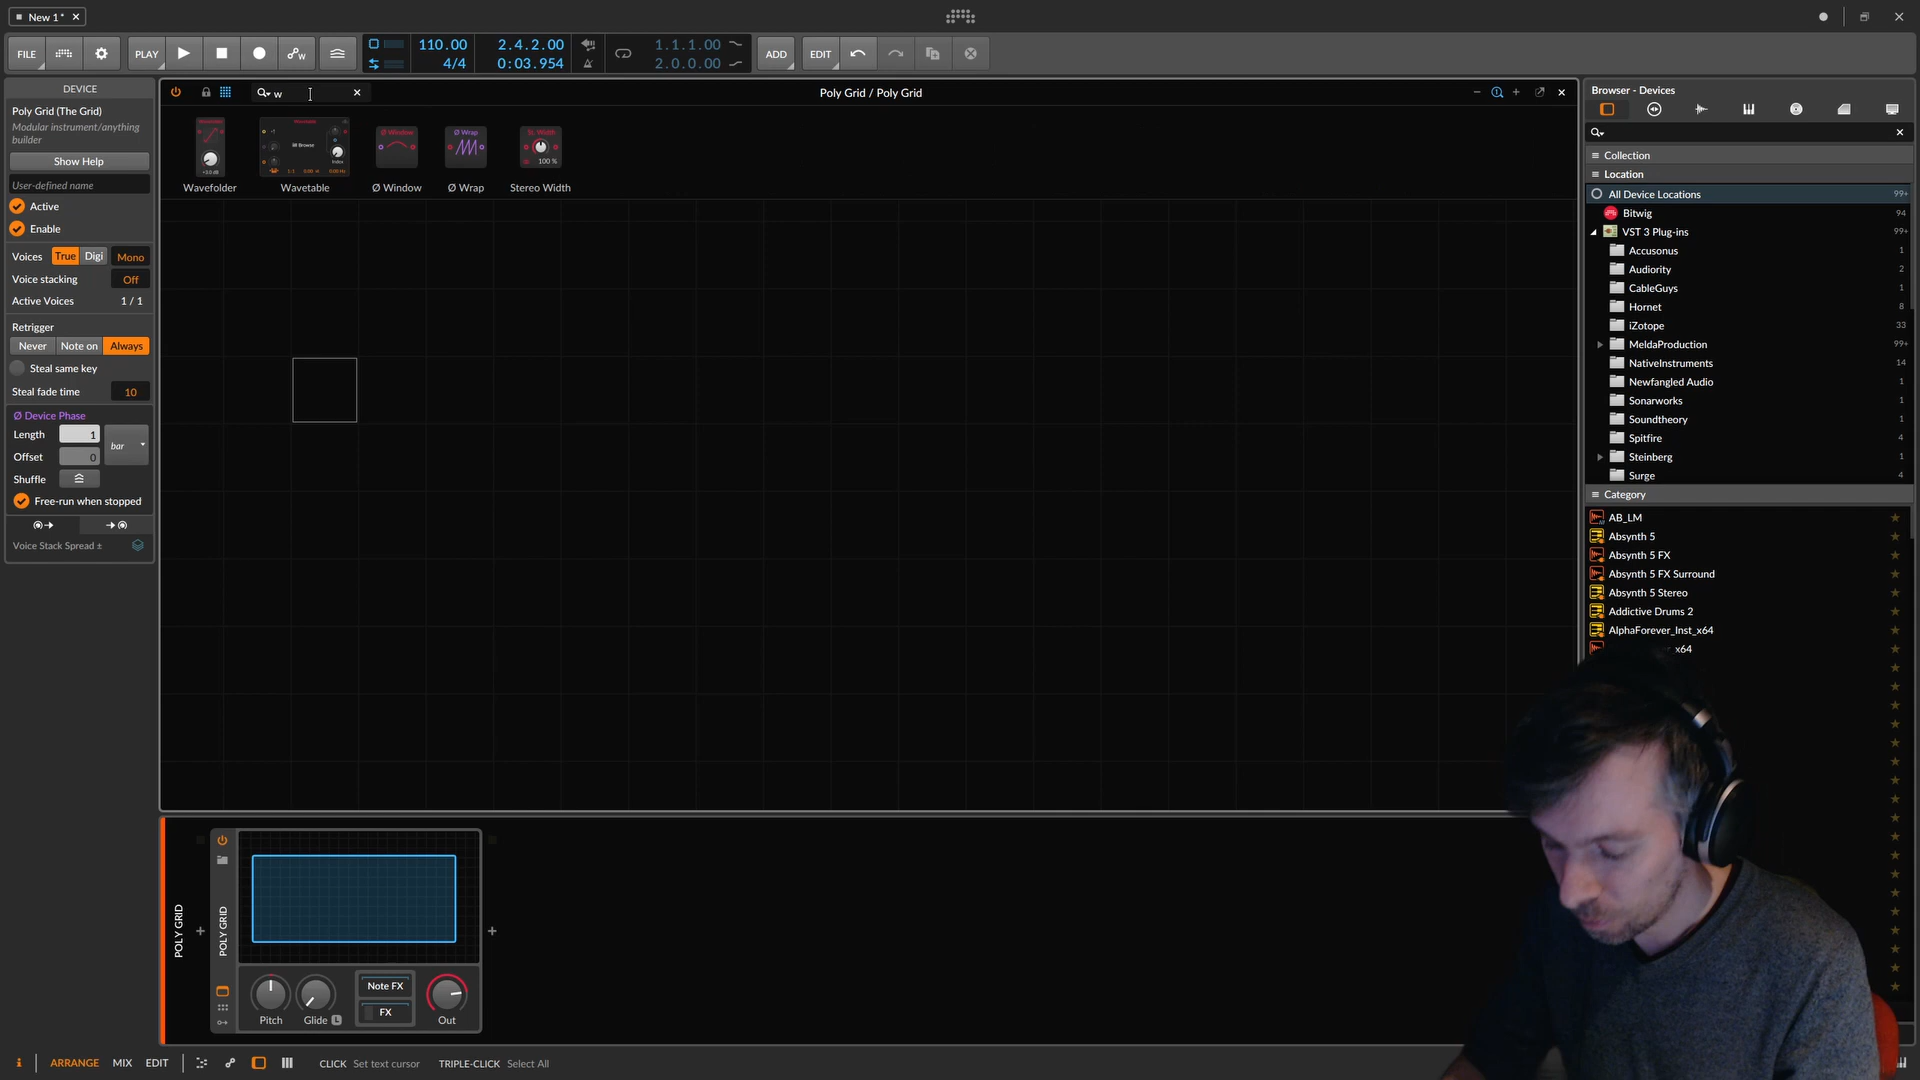 New 1*
FILE
PLAY
110.00
4/4
2.4.2.00
0:03.954
1.1.1.00
2.0.0.00
ADD
EDIT
DEVICE
Poly Grid (The Grid)
Modular instrument/anything
builder
Show Help
User-defined name
Active
Enable
Voices True Digi Mono
Voice stacking Off
Active Voices 1 / 1
Retrigger
Never Note on Always
Steal same key
Steal fade time 10
Ø Device Phase
Length 1
bar
Offset 0
Shuffle
Free-run when stopped
Voice Stack Spread ±
w
Poly Grid / Poly Grid
Wavefolder
Wavetable
Ø Window
Ø Wrap
Stereo Width
Browse
Index
Ø Window
Ø Wrap
St. Width
100 %
POLY GRID
POLY GRID
Pitch
Glide L
Note FX
FX
Out
Browser - Devices
Collection
Location
All Device Locations 99+
Bitwig 94
VST 3 Plug-ins 99+
Accusonus 1
Audiority 2
CableGuys 1
Hornet 8
iZotope 33
MeldaProduction 99+
NativeInstruments 14
Newfangled Audio 1
Sonarworks 1
Soundtheory 1
Spitfire 4
Steinberg 1
Surge 4
Category
AB_LM
Absynth 5
Absynth 5 FX
Absynth 5 FX Surround
Absynth 5 Stereo
Addictive Drums 2
AlphaForever_Inst_x64
x64
i ARRANGE MIX EDIT
CLICK Set text cursor TRIPLE-CLICK Select All